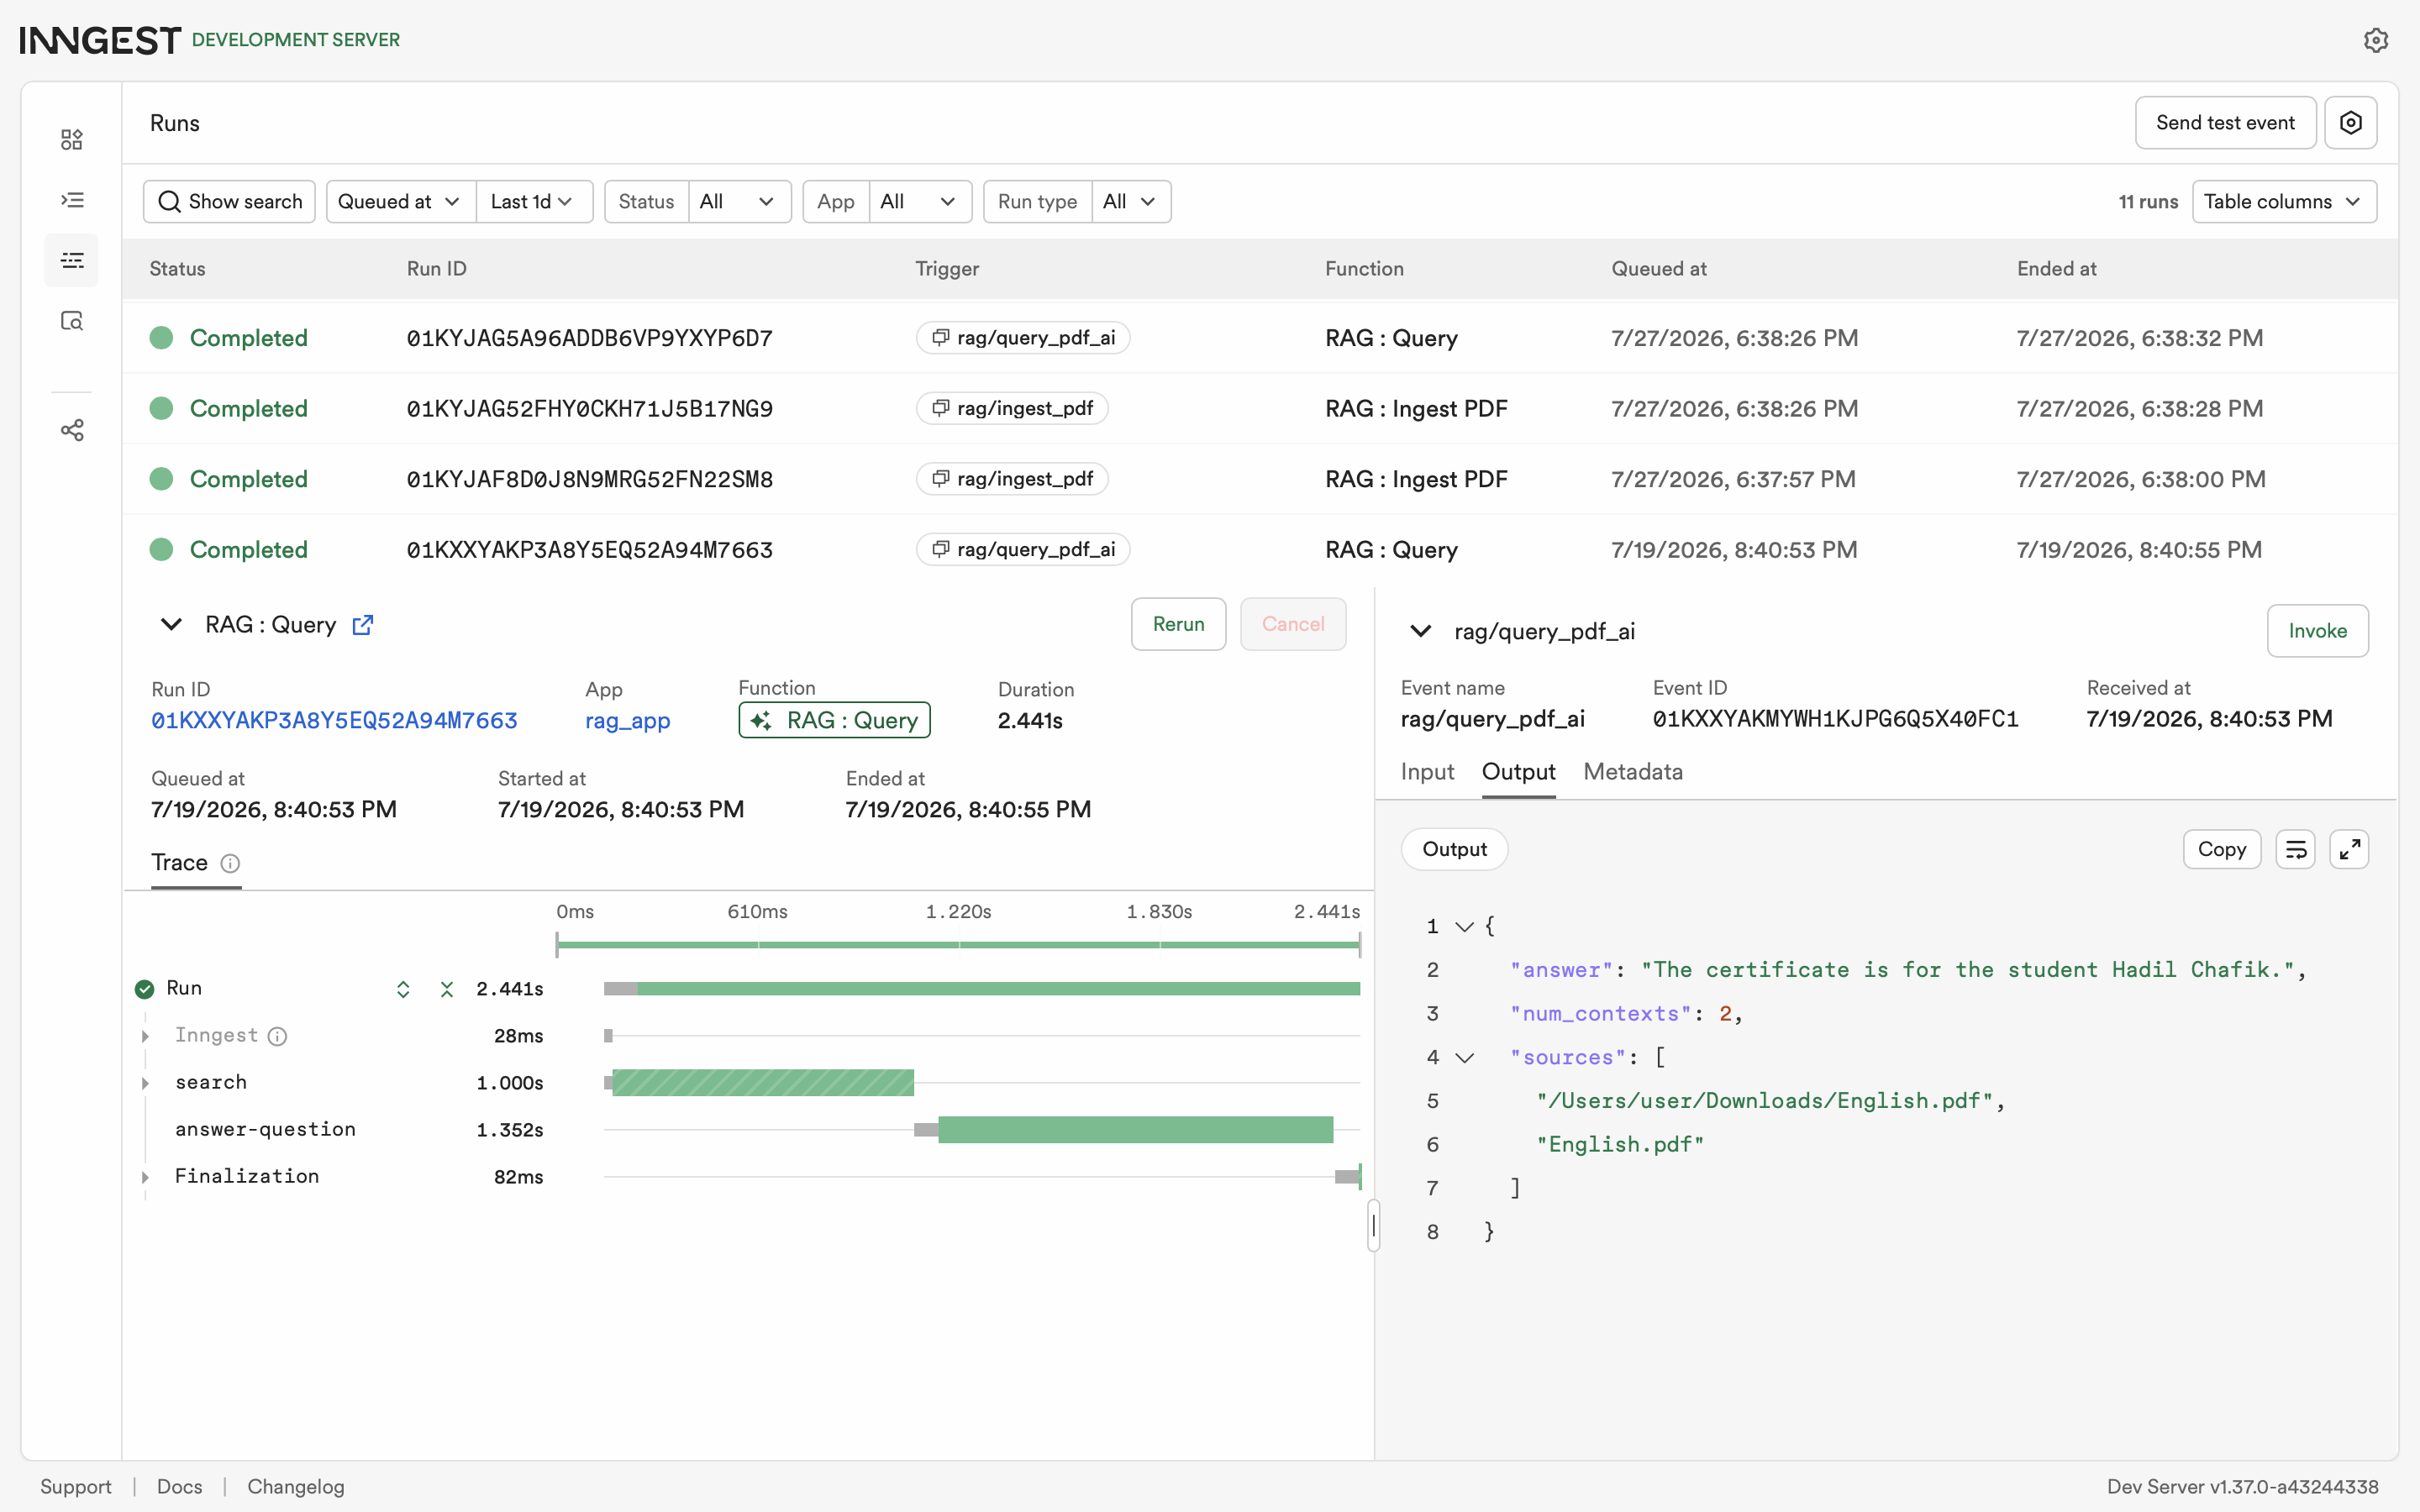 INNGEST DEVELOPMENT SERVER
Runs
Send test event
Show search
Queued at
Last 1d
Status
All
App
All
Run type
All
11 runs
Table columns
Status Run ID Trigger Function Queued at Ended at
Completed 01KYJAG5A96ADDB6VP9YXYP6D7 rag/query_pdf_ai RAG : Query 7/27/2026, 6:38:26 PM 7/27/2026, 6:38:32 PM
Completed 01KYJAG52FHY0CKH71J5B17NG9 rag/ingest_pdf RAG : Ingest PDF 7/27/2026, 6:38:26 PM 7/27/2026, 6:38:28 PM
Completed 01KYJAF8D0J8N9MRG52FN22SM8 rag/ingest_pdf RAG : Ingest PDF 7/27/2026, 6:37:57 PM 7/27/2026, 6:38:00 PM
Completed 01KXXYAKP3A8Y5EQ52A94M7663 rag/query_pdf_ai RAG : Query 7/19/2026, 8:40:53 PM 7/19/2026, 8:40:55 PM
RAG : Query
Rerun
Cancel
Run ID
01KXXYAKP3A8Y5EQ52A94M7663
App
rag_app
Function
RAG : Query
Duration
2.441s
Queued at
7/19/2026, 8:40:53 PM
Started at
7/19/2026, 8:40:53 PM
Ended at
7/19/2026, 8:40:55 PM
Trace
0ms 610ms 1.220s 1.830s 2.441s
Run 2.441s
Inngest 28ms
search 1.000s
answer-question 1.352s
Finalization 82ms
rag/query_pdf_ai
Invoke
Event name
rag/query_pdf_ai
Event ID
01KXXYAKMYWH1KJPG6Q5X40FC1
Received at
7/19/2026, 8:40:53 PM
Input Output Metadata
Output
Copy
1 {
2 "answer": "The certificate is for the student Hadil Chafik.",
3 "num_contexts": 2,
4 "sources": [
5 "/Users/user/Downloads/English.pdf",
6 "English.pdf"
7 ]
8 }
Support | Docs | Changelog
Dev Server v1.37.0-a43244338